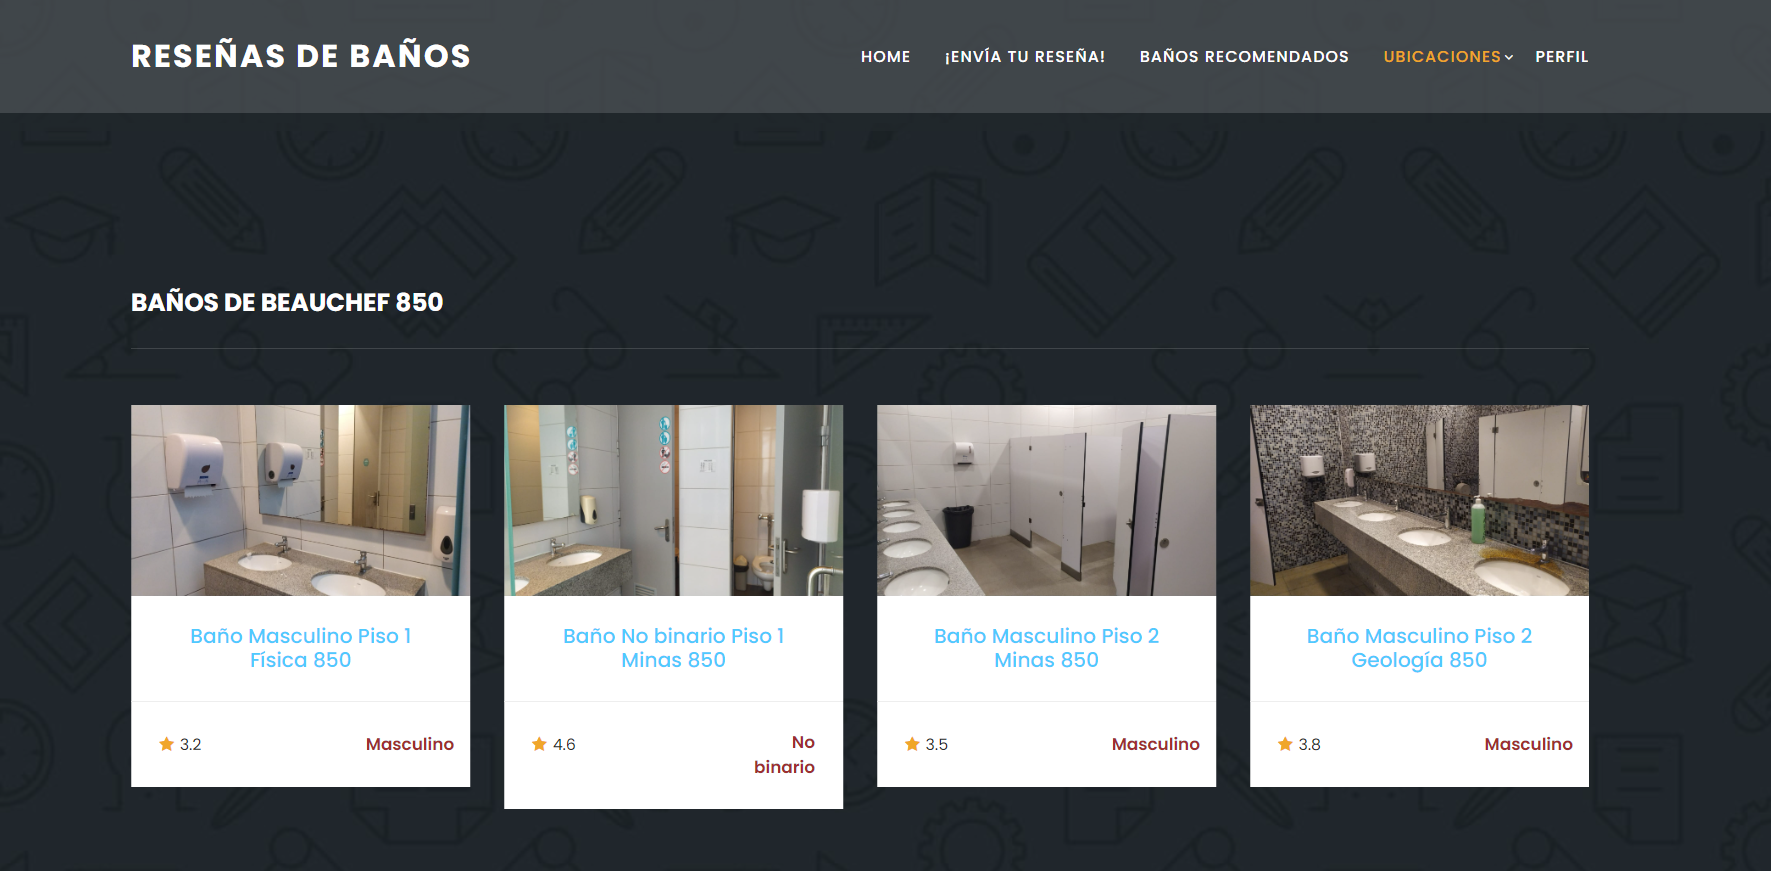 RESEÑAS DE BAÑOS
HOME
¡ENVÍA TU RESEÑA!
BAÑOS RECOMENDADOS
UBICACIONES
PERFIL
BAÑOS DE BEAUCHEF 850
Baño Masculino Piso 1
Física 850
3.2
Masculino
Baño No binario Piso 1
Minas 850
4.6
No
binario
Baño Masculino Piso 2
Minas 850
3.5
Masculino
Baño Masculino Piso 2
Geología 850
3.8
Masculino